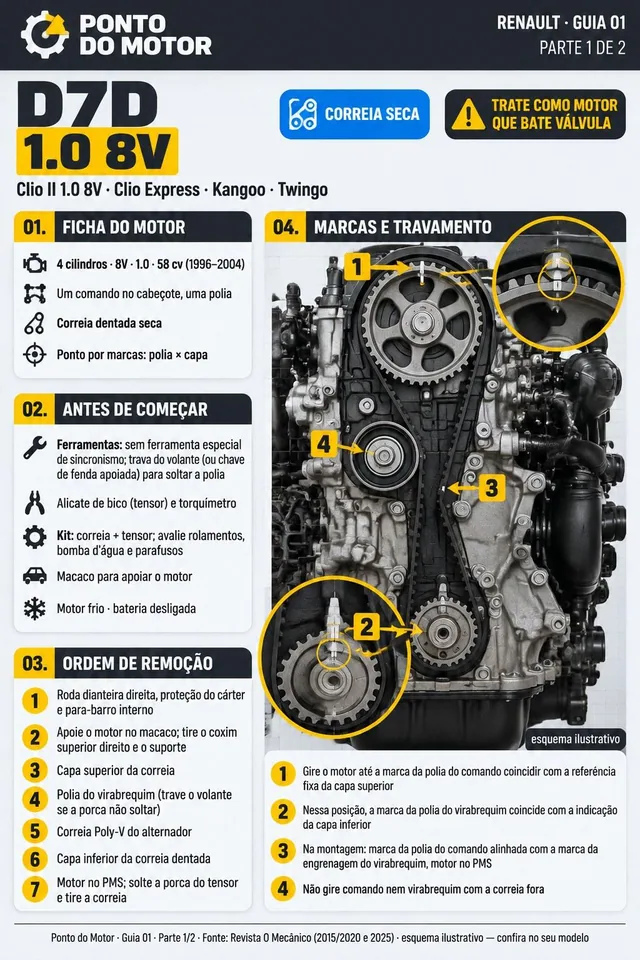 PONTO
DO MOTOR
RENAULT · GUIA 01
PARTE 1 DE 2
D7D
1.0 8V
CORREIA SECA
TRATE COMO MOTOR
QUE BATE VÁLVULA
Clio II 1.0 8V · Clio Express · Kangoo · Twingo
01. FICHA DO MOTOR
4 cilindros · 8V · 1.0 · 58 cv (1996–2004)
Um comando no cabeçote, uma polia
Correia dentada seca
Ponto por marcas: polia × capa
02. ANTES DE COMEÇAR
Ferramentas: sem ferramenta especial
de sincronismo; trava do volante (ou chave
de fenda apoiada) para soltar a polia
Alicate de bico (tensor) e torquímetro
Kit: correia + tensor; avalie rolamentos,
bomba d'água e parafusos
Macaco para apoiar o motor
Motor frio · bateria desligada
03. ORDEM DE REMOÇÃO
1 Roda dianteira direita, proteção do cárter
e para-barro interno
2 Apoie o motor no macaco; tire o coxim
superior direito e o suporte
3 Capa superior da correia
4 Polia do virabrequim (trave o volante
se a porca não soltar)
5 Correia Poly-V do alternador
6 Capa inferior da correia dentada
7 Motor no PMS; solte a porca do tensor
e tire a correia
04. MARCAS E TRAVAMENTO
1
4
3
2
esquema ilustrativo
1 Gire o motor até a marca da polia do comando coincidir com a referência
fixa da capa superior
2 Nessa posição, a marca da polia do virabrequim coincide com a indicação
da capa inferior
3 Na montagem: marca da polia do comando alinhada com a marca da
engrenagem do virabrequim, motor no PMS
4 Não gire comando nem virabrequim com a correia fora
Ponto do Motor · Guia 01 · Parte 1/2 · Fonte: Revista O Mecânico (2015/2020 e 2025) · esquema ilustrativo — confira no seu modelo